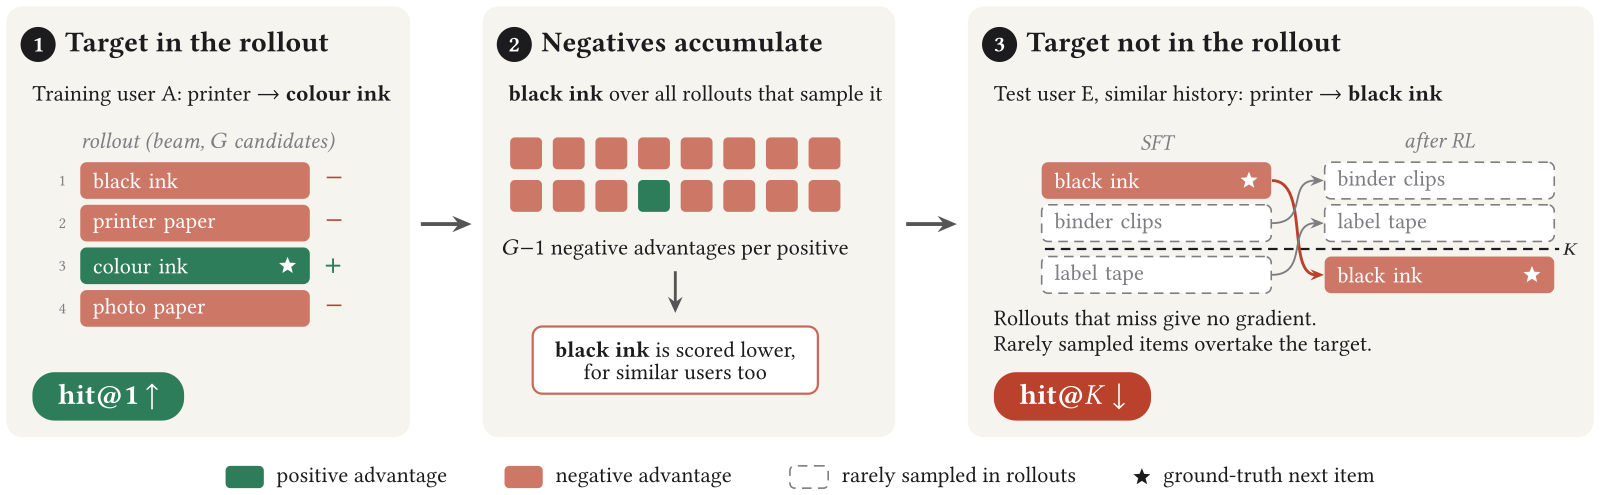 1 Target in the rollout
Training user A: printer → colour ink
rollout (beam, G candidates)
1 black ink −
2 printer paper −
3 colour ink ★ +
4 photo paper −
hit@1 ↑
2 Negatives accumulate
black ink over all rollouts that sample it
G−1 negative advantages per positive
black ink is scored lower,
for similar users too
3 Target not in the rollout
Test user E, similar history: printer → black ink
SFT
black ink ★
binder clips
label tape
after RL
binder clips
label tape
K
black ink ★
Rollouts that miss give no gradient.
Rarely sampled items overtake the target.
hit@K ↓
positive advantage
negative advantage
rarely sampled in rollouts
★ ground-truth next item